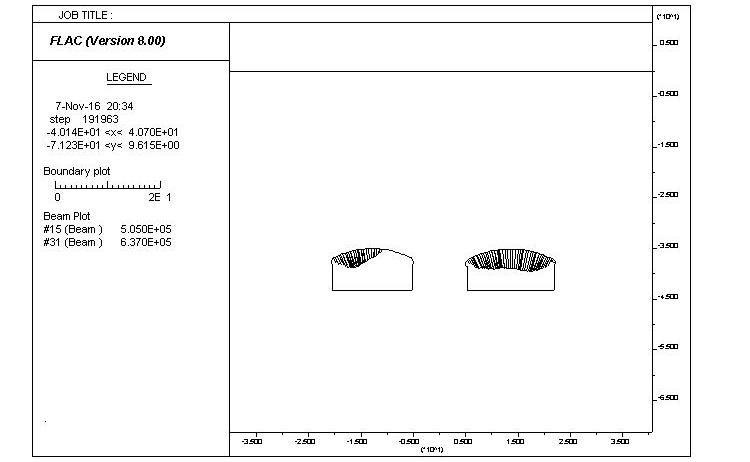 JOB TITLE :
FLAC (Version 8.00)
LEGEND
7-Nov-16 20:34
step 191963
-4.014E+01 <x< 4.070E+01
-7.123E+01 <y< 9.615E+00
Boundary plot
0 2E 1
Beam Plot
#15 (Beam ) 5.050E+05
#31 (Beam ) 6.370E+05
(*10^1)
0.500
-0.500
-1.500
-2.500
-3.500
-4.500
-5.500
-6.500
-3.500 -2.500 -1.500 -0.500 0.500 1.500 2.500 3.500
(*10^1)